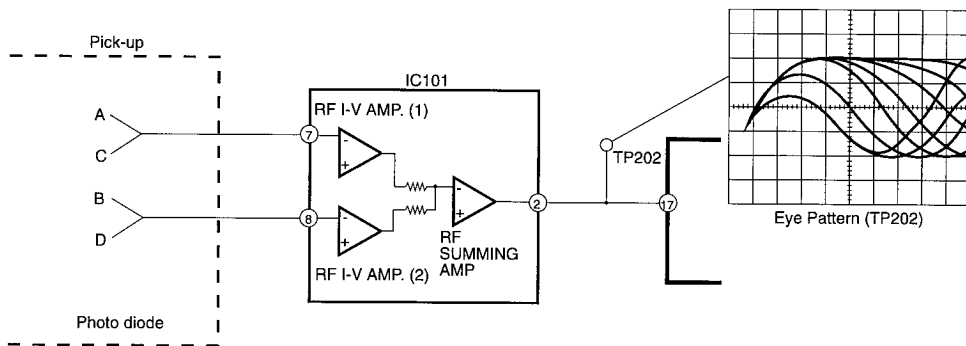 Pick-up
A
C
B
D
Photo diode
IC101
RF I-V AMP. (1)
7
-
+
8
-
+
RF I-V AMP. (2)
-
+
RF
SUMMING
AMP
2
TP202
17
Eye Pattern (TP202)